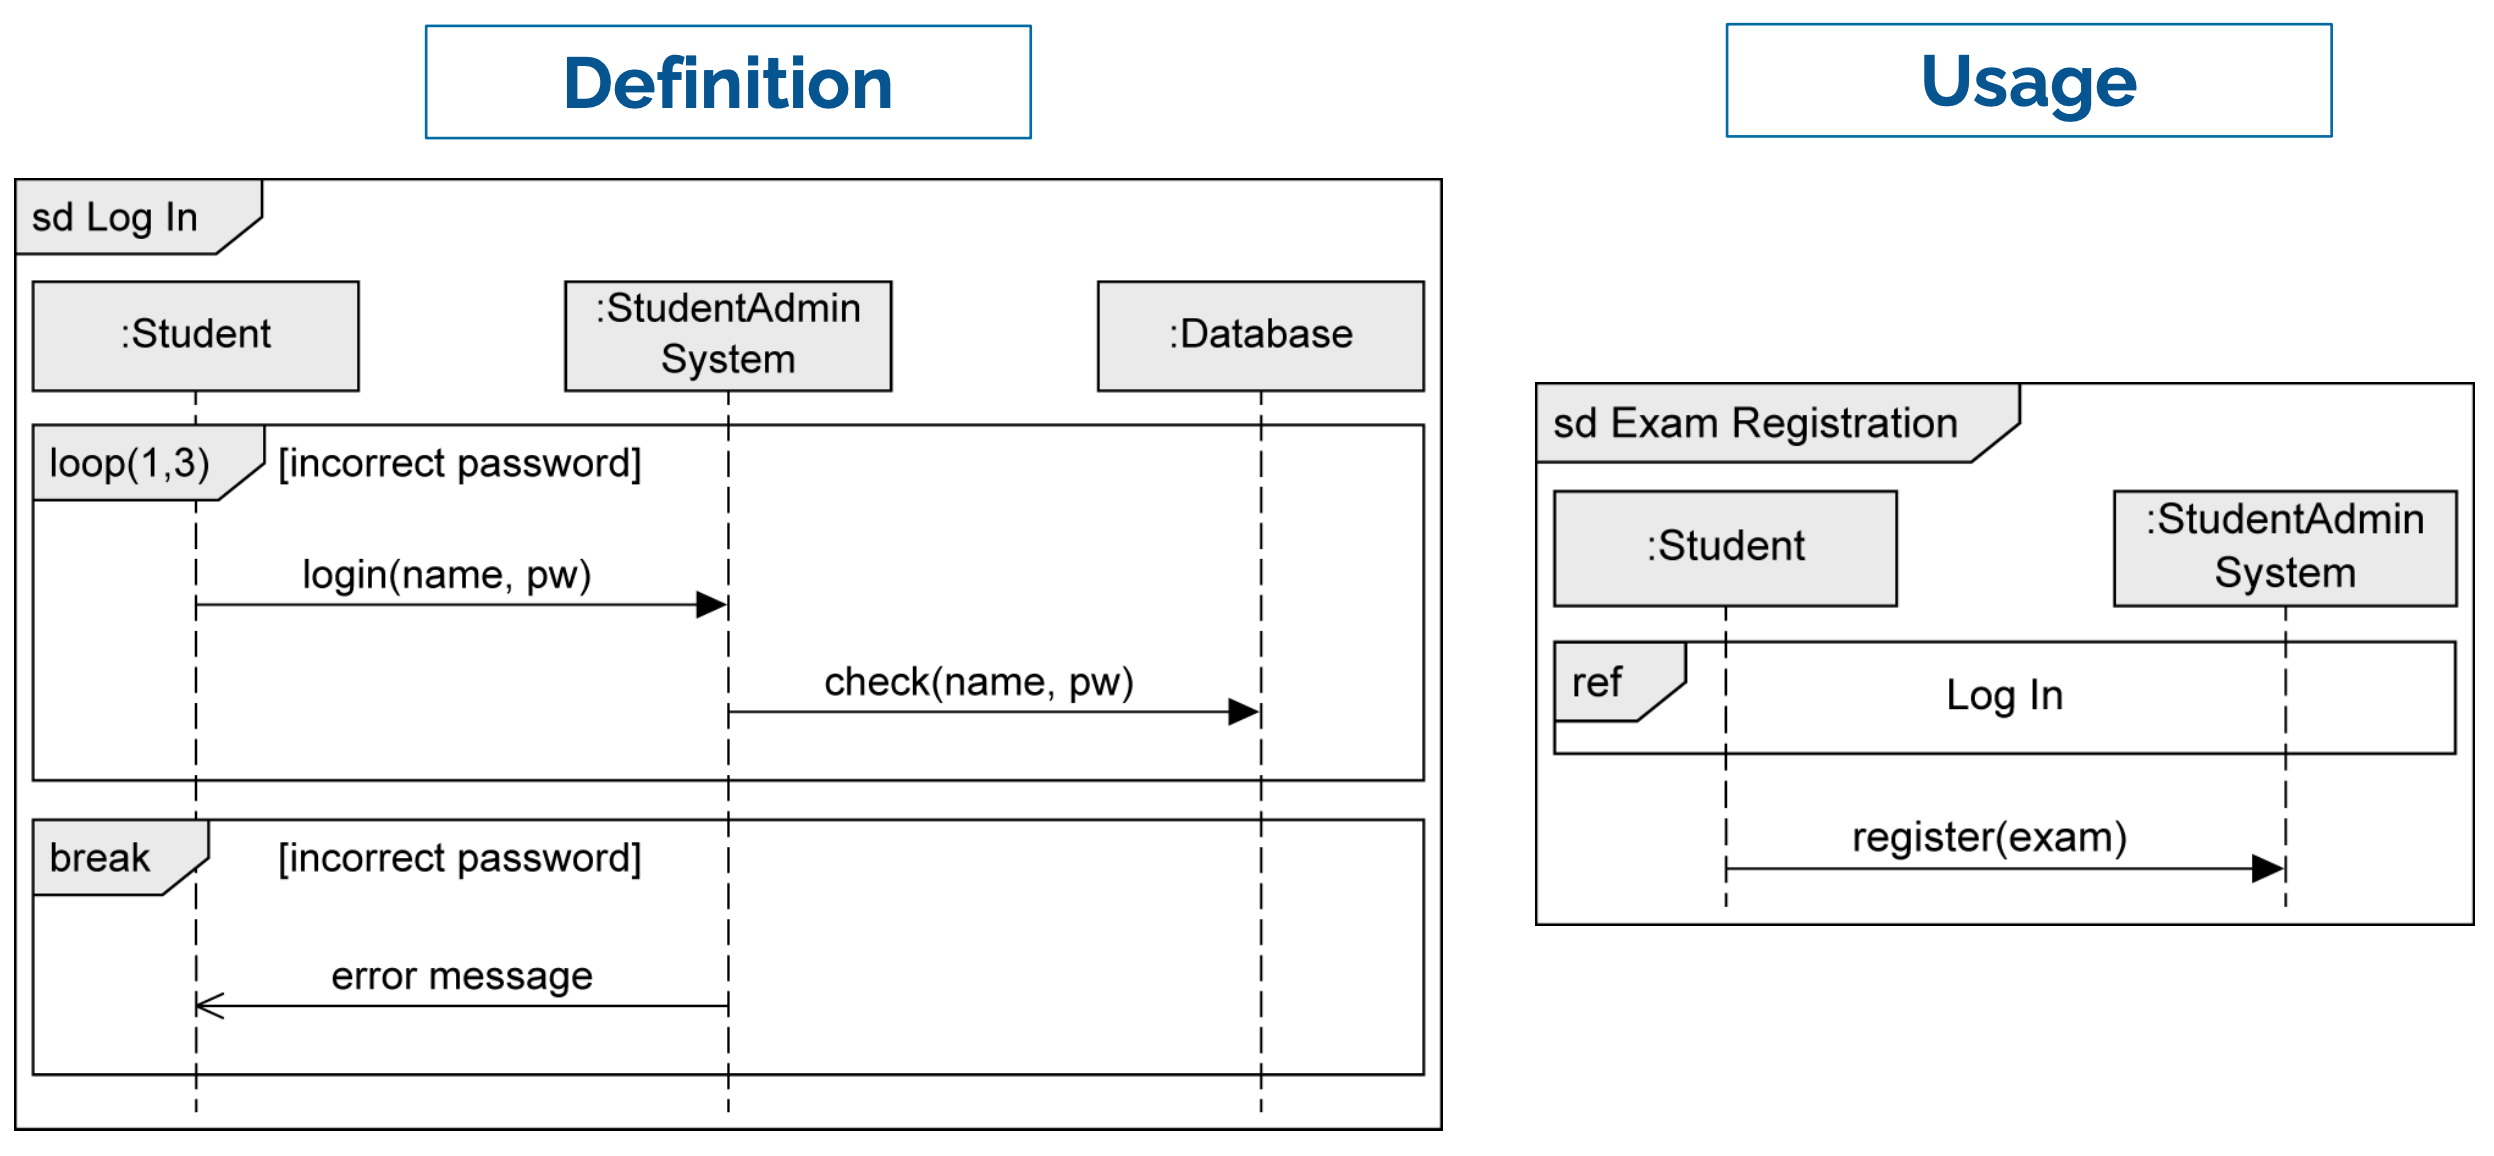 Definition
Usage
sd Log In
:Student
:StudentAdmin
System
:Database
loop(1,3)
[incorrect password]
login(name, pw)
check(name, pw)
break
[incorrect password]
error message
sd Exam Registration
:Student
:StudentAdmin
System
ref
Log In
register(exam)